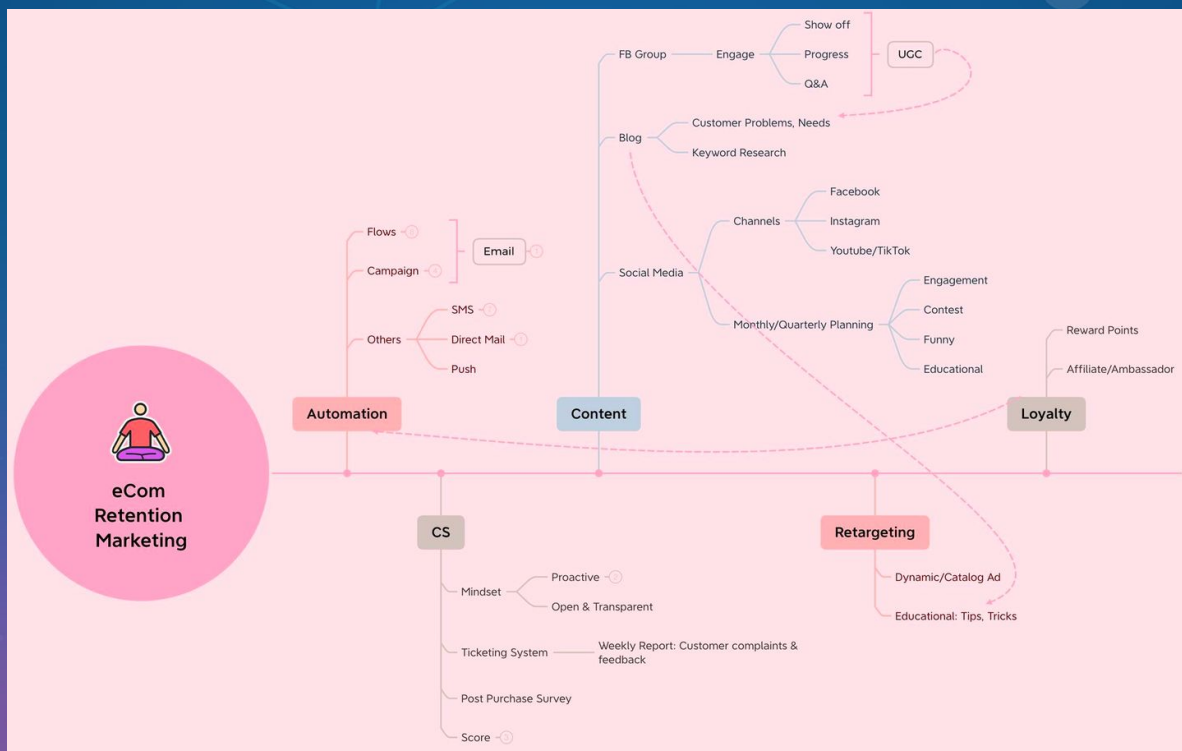 eCom
Retention
Marketing
Automation
Flows
Campaign
Email
Others
SMS
Direct Mail
Push
CS
Mindset
Proactive
Open & Transparent
Ticketing System
Weekly Report: Customer complaints &
feedback
Post Purchase Survey
Score
Content
FB Group
Engage
Show off
Progress
Q&A
UGC
Blog
Customer Problems, Needs
Keyword Research
Social Media
Channels
Facebook
Instagram
Youtube/TikTok
Monthly/Quarterly Planning
Engagement
Contest
Funny
Educational
Retargeting
Dynamic/Catalog Ad
Educational: Tips, Tricks
Loyalty
Reward Points
Affiliate/Ambassador